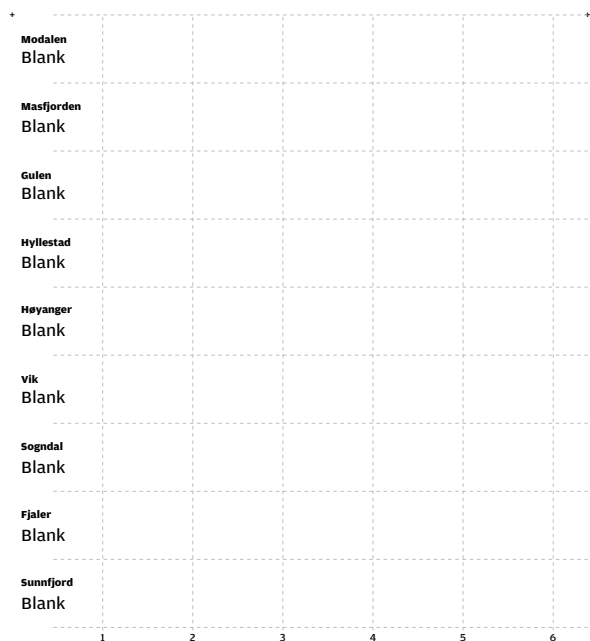 Modalen
Blank
Masfjorden
Blank
Gulen
Blank
Hyllestad
Blank
Høyanger
Blank
Vik
Blank
Sogndal
Blank
Fjaler
Blank
Sunnfjord
Blank
1 2 3 4 5 6